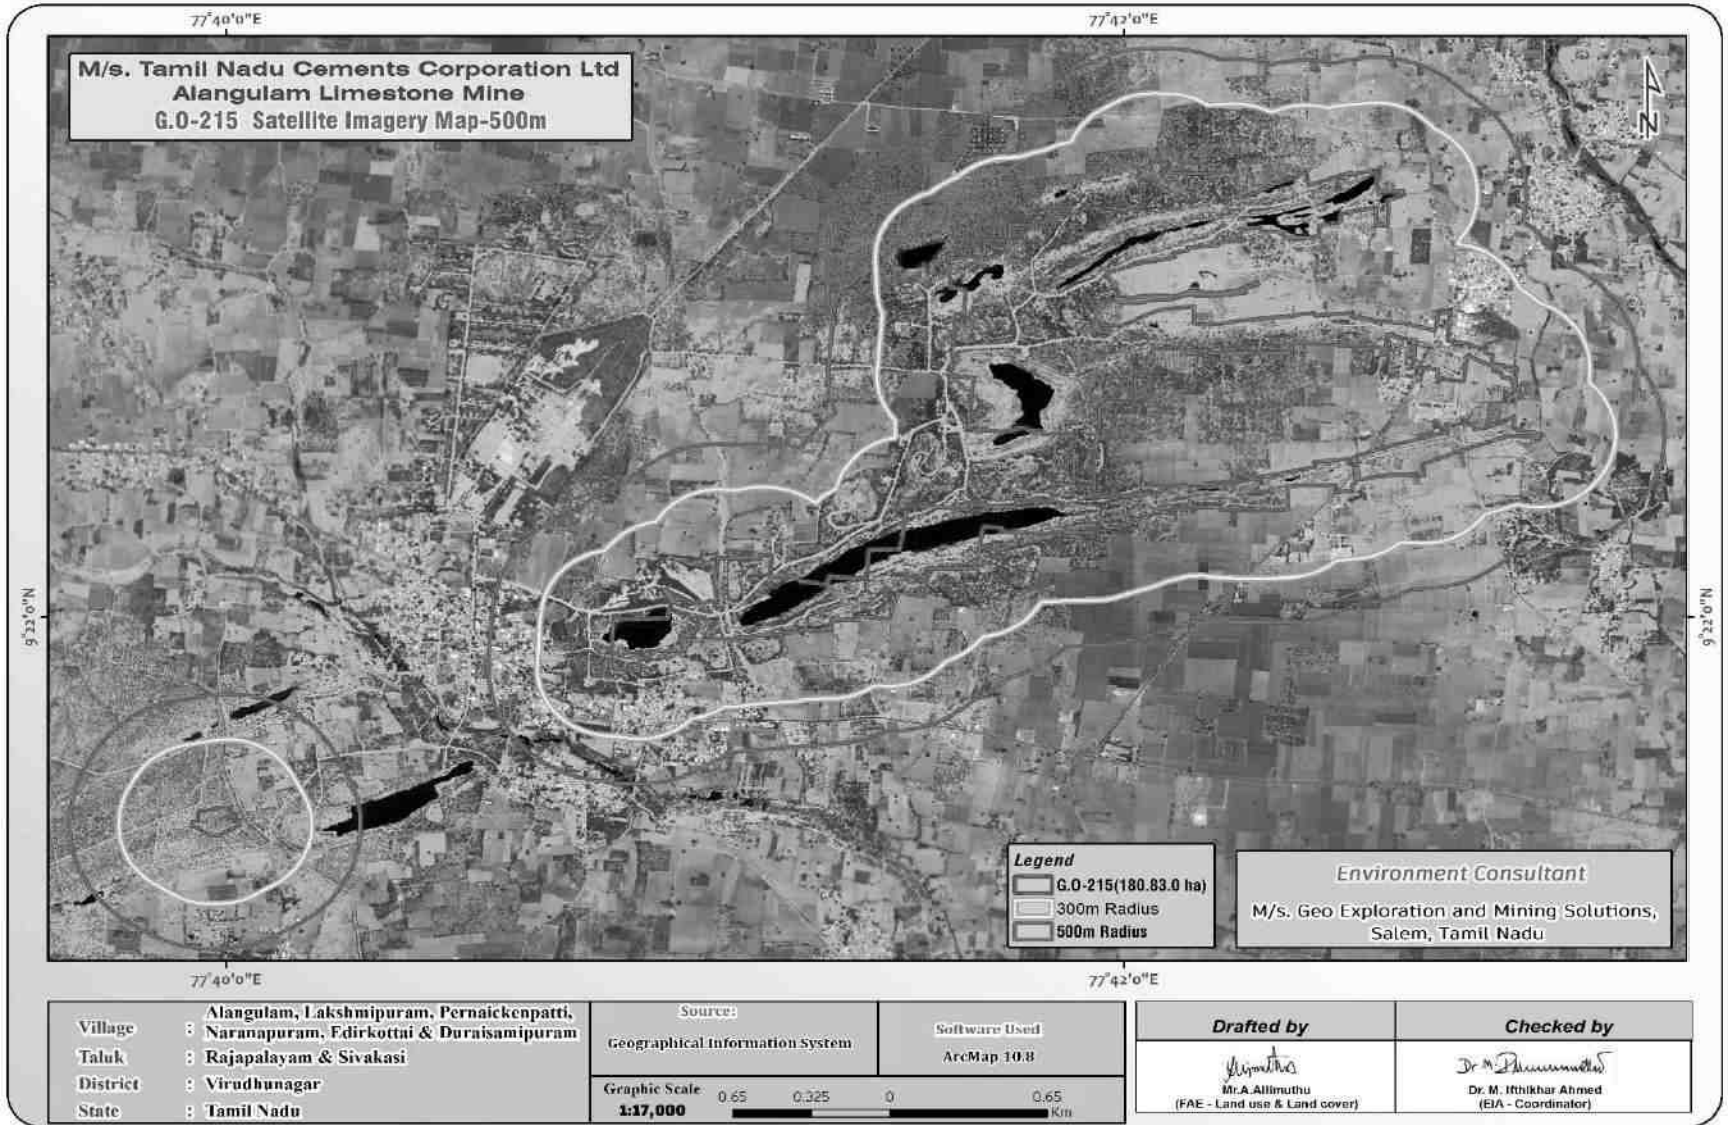 77°40'0"E
77°42'0"E
M/s. Tamil Nadu Cements Corporation Ltd
Alangulam Limestone Mine
G.O-215 Satellite Imagery Map-500m
N
9°22'0"N
9°22'0"N
Legend
G.O-215(180.83.0 ha)
300m Radius
500m Radius
Environment Consultant
M/s. Geo Exploration and Mining Solutions,
Salem, Tamil Nadu
77°40'0"E
77°42'0"E
Village : Alangulam, Lakshmipuram, Pernaickenpatti,
: Naranapuram, Edirkottai & Duraisamipuram
Taluk : Rajapalayam & Sivakasi
District : Virudhunagar
State : Tamil Nadu
Source:
Geographical Information System
Software Used
ArcMap 10.8
Graphic Scale
1:17,000
0.65 0.325 0 0.65
Km
Drafted by
Mr.A.Allimuthu
(FAE - Land use & Land cover)
Checked by
Dr. M. Ifthikhar Ahmed
(EIA - Coordinator)